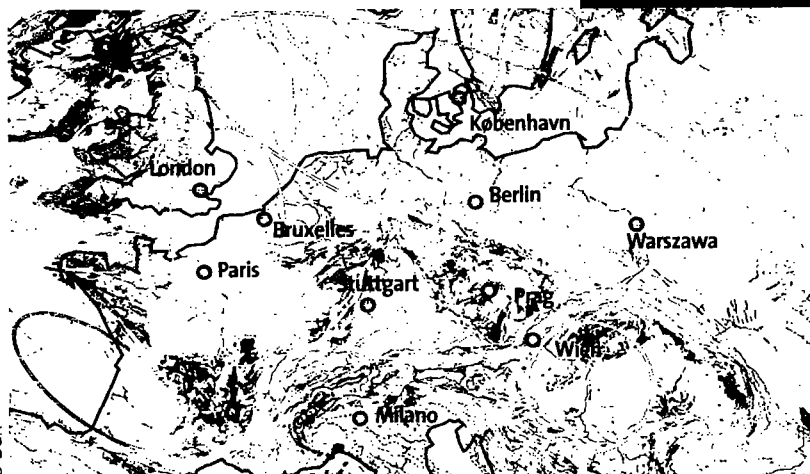 København
London
Berlin
Bruxelles
Warszawa
Paris
Stuttgart
Prag
Wien
Milano